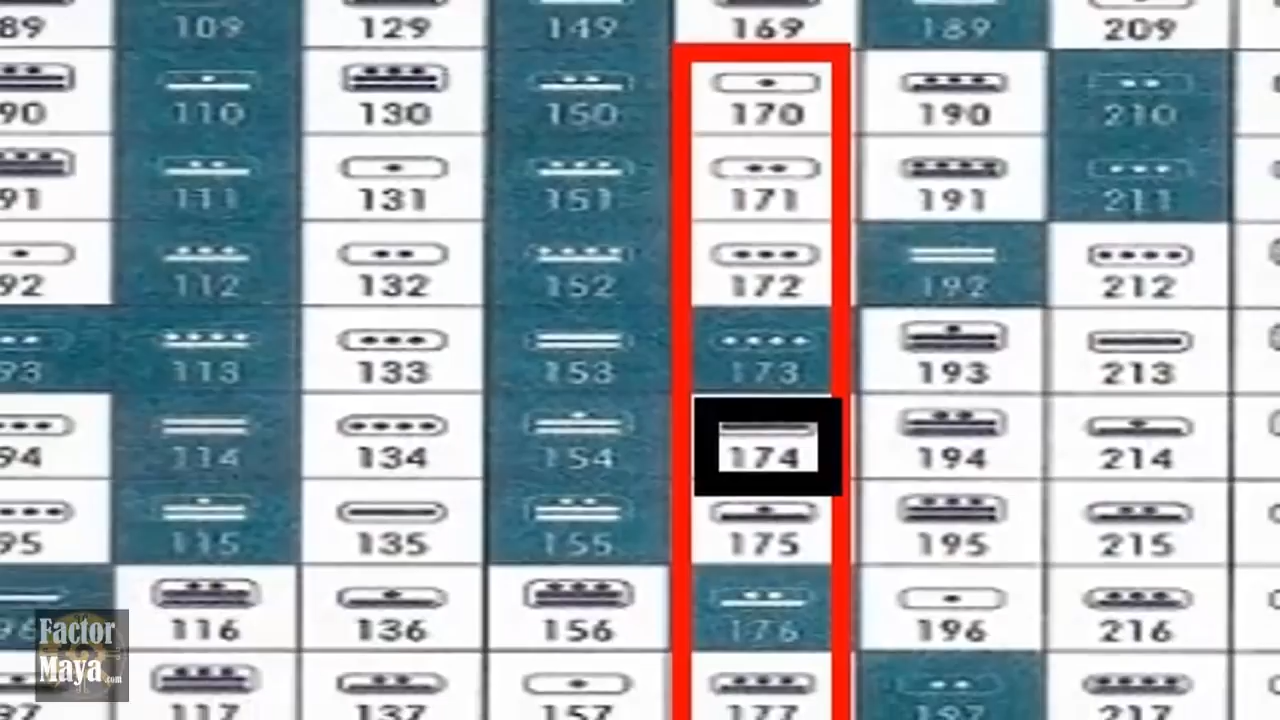 89 109 129 149 169 189 209
90 110 130 150 170 190 210
91 111 131 151 171 191 211
92 112 132 152 172 192 212
93 113 133 153 173 193 213
94 114 134 154 174 194 214
95 115 135 155 175 195 215
96 116 136 156 176 196 216
117 137 157 177 197 217
Factor
Maya.com